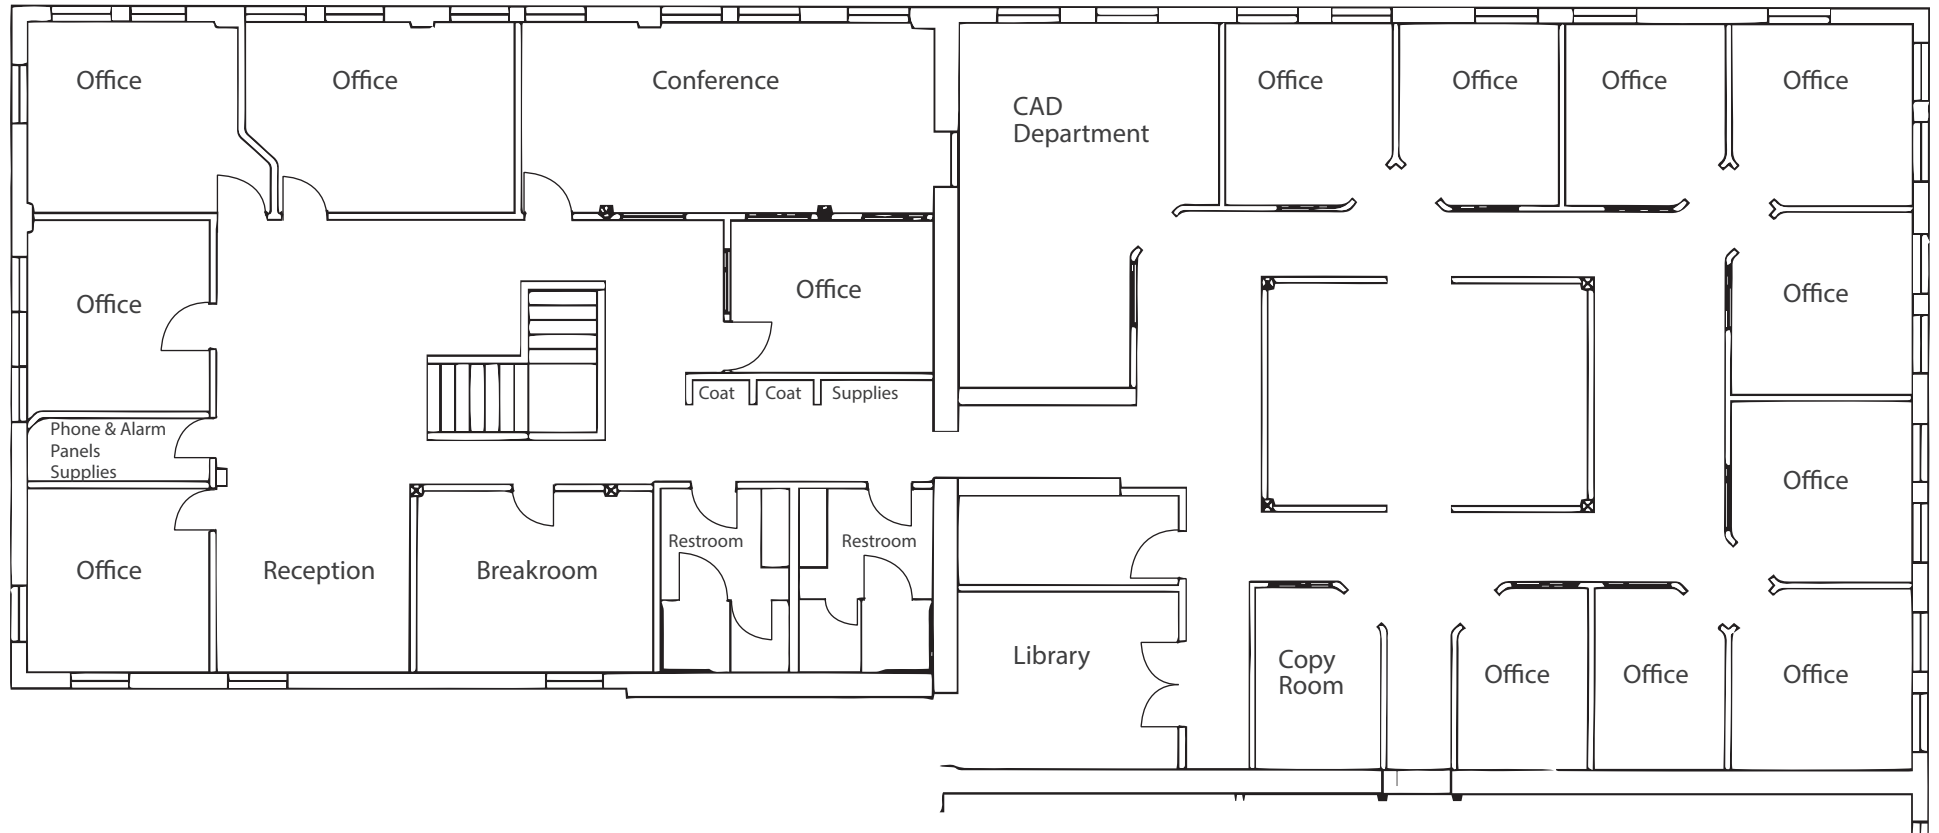 Office
Office
Conference
CAD
Department
Office
Office
Office
Office
Office
Office
Office
Coat
Coat
Supplies
Phone & Alarm
Panels
Supplies
Office
Office
Reception
Breakroom
Restroom
Restroom
Library
Copy
Room
Office
Office
Office